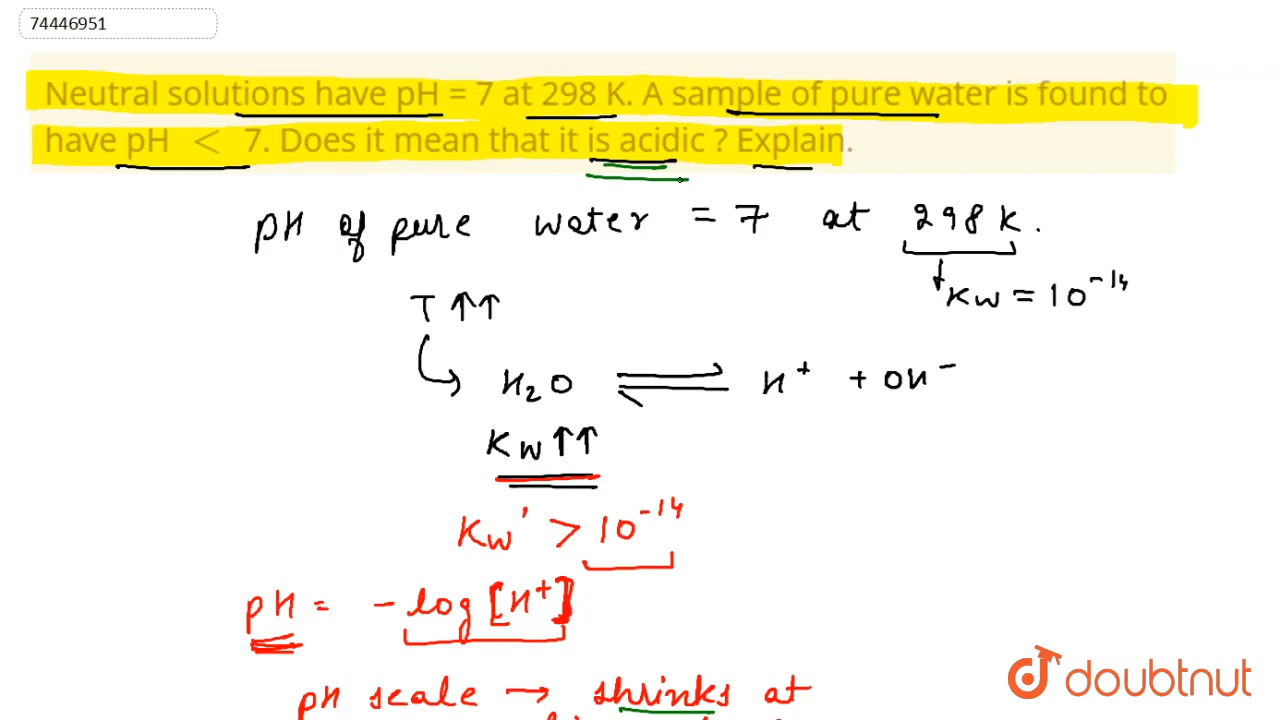 74446951
Neutral solutions have pH = 7 at 298 K. A sample of pure water is found to
have pH < 7. Does it mean that it is acidic ? Explain.
pH of pure water = 7 at 298 K.
Kw = 10⁻¹⁴
T ↑↑
H₂O ⇌ H⁺ + OH⁻
Kw ↑↑
Kw' > 10⁻¹⁴
pH = - log [H⁺]
pH scale → shrinks at
doubtnut